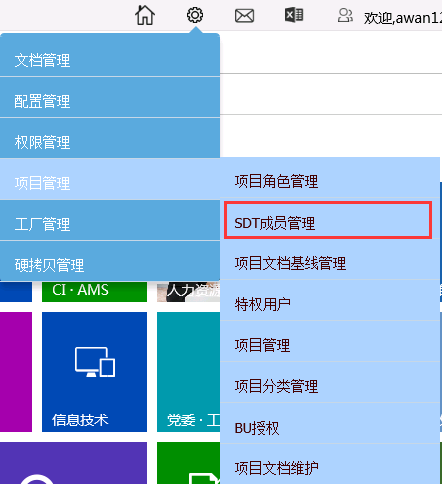 欢迎,awan12
文档管理
配置管理
权限管理
项目管理
工厂管理
硬拷贝管理
项目角色管理
SDT成员管理
项目文档基线管理
特权用户
项目管理
项目分类管理
BU授权
项目文档维护
CI · AMS
人力资源
信息技术
党委 · 工